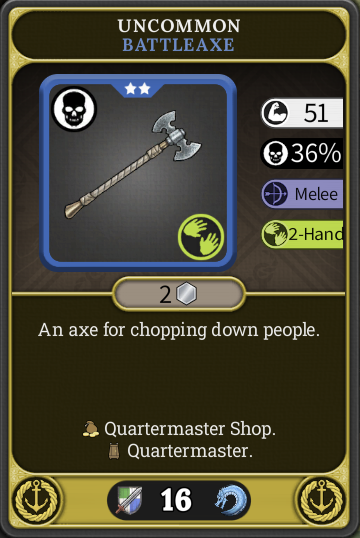 UNCOMMON
BATTLEAXE
51
36%
Melee
2-Hand
2
An axe for chopping down people.
Quartermaster Shop.
Quartermaster.
16